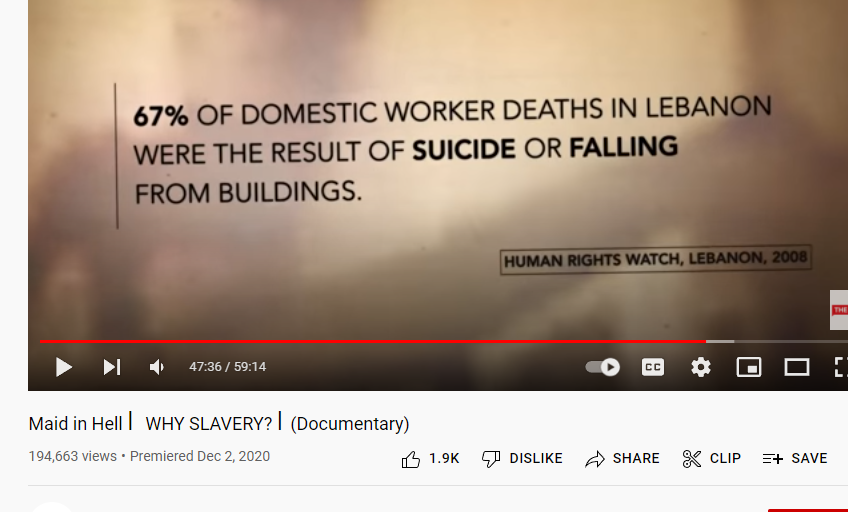 67% OF DOMESTIC WORKER DEATHS IN LEBANON
WERE THE RESULT OF SUICIDE OR FALLING
FROM BUILDINGS.
HUMAN RIGHTS WATCH, LEBANON, 2008
THE
CC
47:36 / 59:14
Maid in Hell | WHY SLAVERY? | (Documentary)
194,663 views • Premiered Dec 2, 2020
1.9K DISLIKE SHARE CLIP SAVE